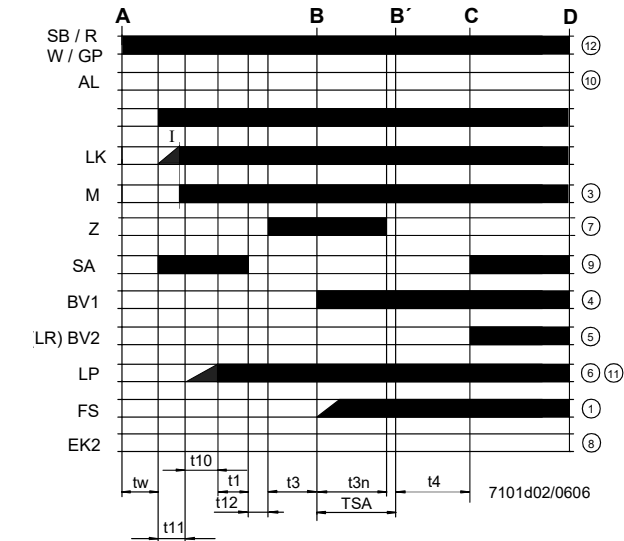 A B B´ C D
SB / R
W / GP
12
AL 10
I
LK
M 3
Z 7
SA 9
BV1 4
(LR) BV2 5
LP 6 11
FS 1
EK2 8
t10
tw t1 t3 t3n t4 7101d02/0606
t12 TSA
t11